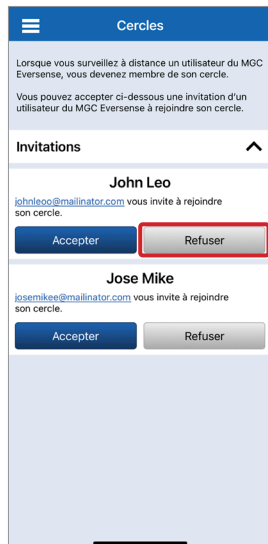 Cercles
Lorsque vous surveillez à distance un utilisateur du MGC
Eversense, vous devenez membre de son cercle.
Vous pouvez accepter ci-dessous une invitation d'un
utilisateur du MGC Eversense à rejoindre son cercle.
Invitations
John Leo
johnleoo@mailinator.com vous invite à rejoindre
son cercle.
Accepter Refuser
Jose Mike
josemikee@mailinator.com vous invite à rejoindre
son cercle.
Accepter Refuser